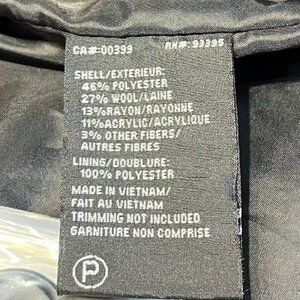 CA#:00399 RN#:93395
SHELL/EXTERIEUR:
46% POLYESTER
27% WOOL/LAINE
13%RAYON/RAYONNE
11%ACRYLIC/ACRYLIQUE
3% OTHER FIBERS/
AUTRES FIBRES
LINING/DOUBLURE:
100% POLYESTER
MADE IN VIETNAM/
FAIT AU VIETNAM
TRIMMING NOT INCLUDED
GARNITURE NON COMPRISE
P